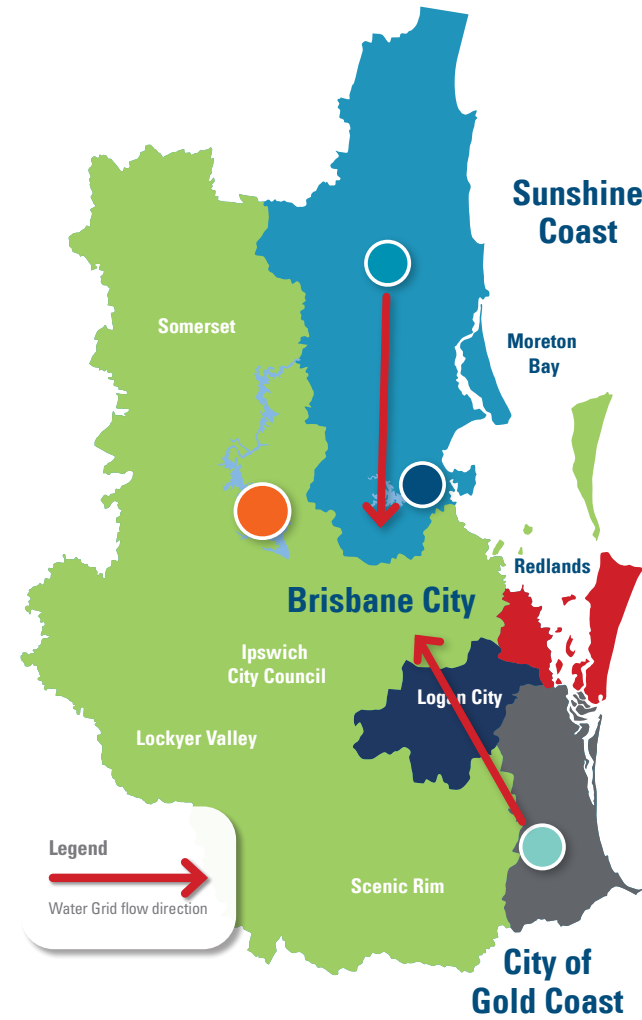 Sunshine
Coast
Somerset
Moreton
Bay
Redlands
Brisbane City
Ipswich
City Council
Logan City
Lockyer Valley
Legend
Water Grid flow direction
Scenic Rim
City of
Gold Coast